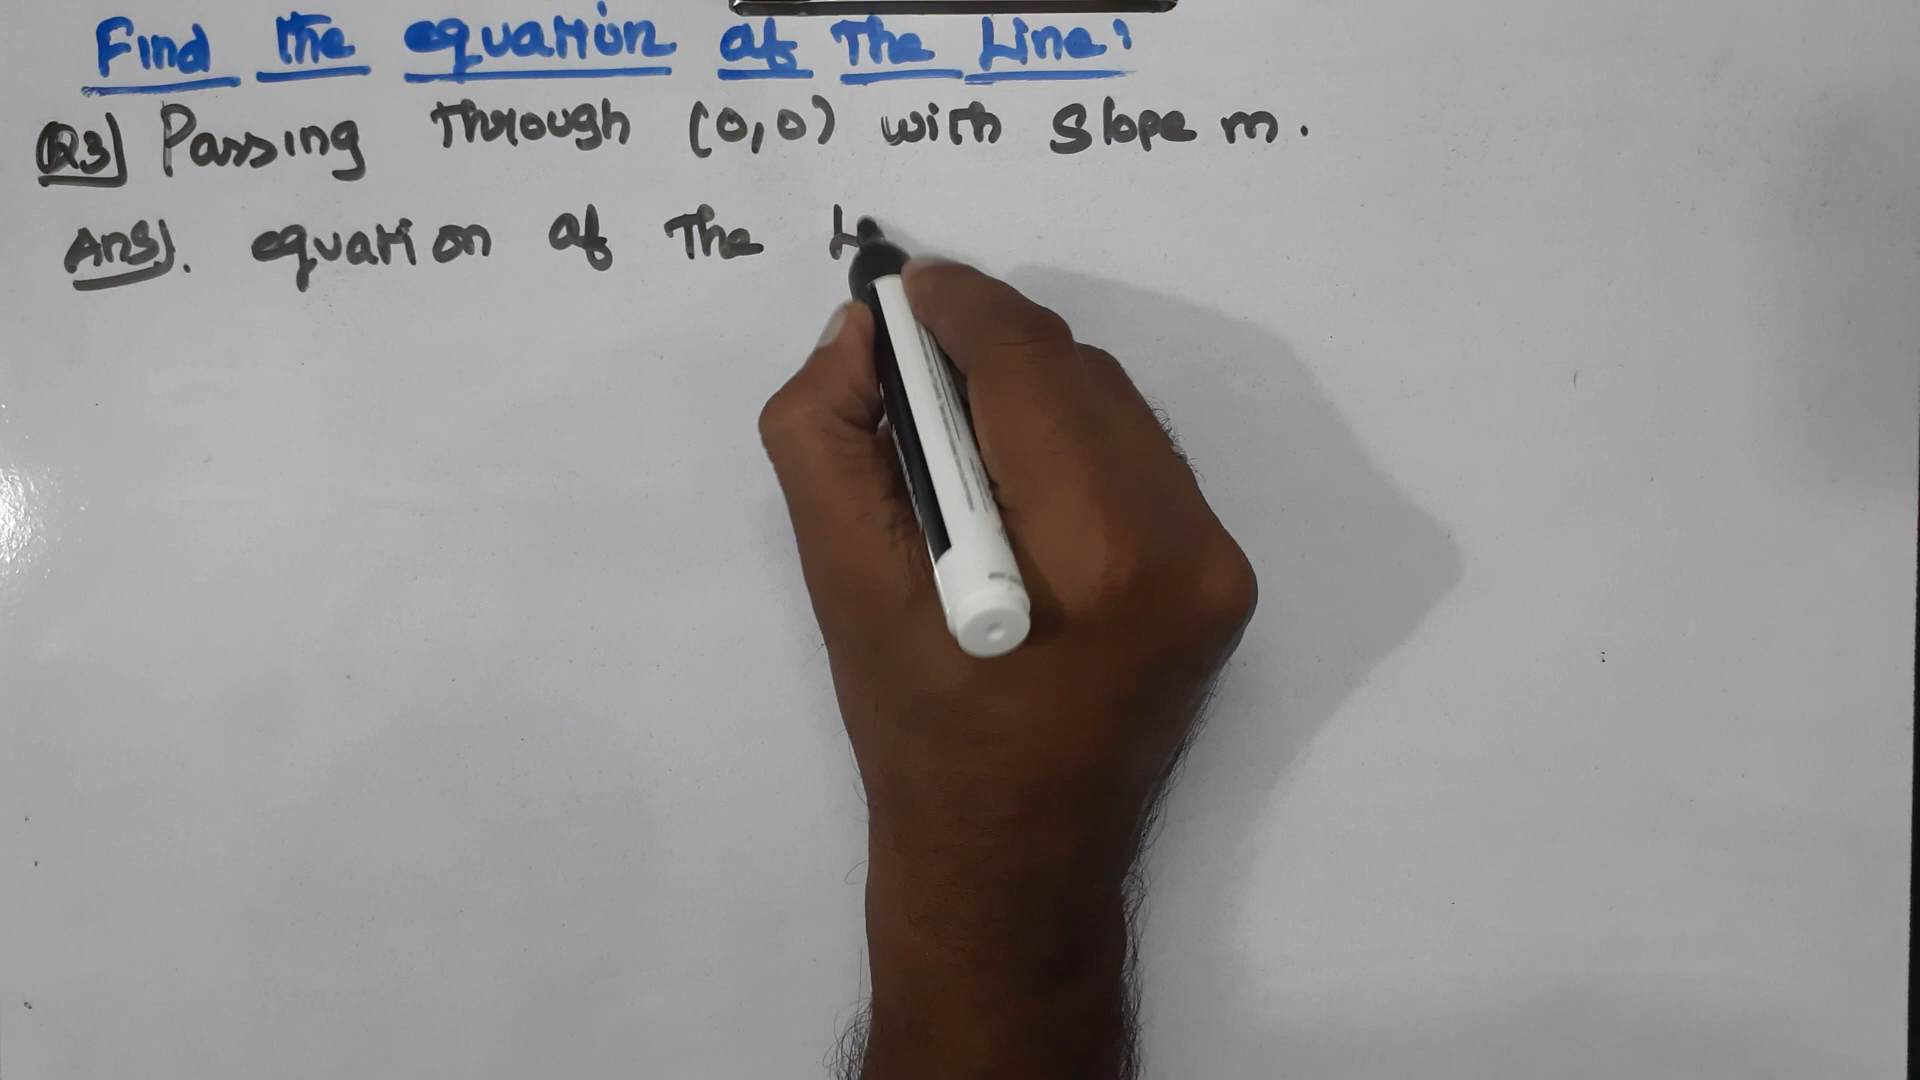 Find the equation of the Line:
Q3] Passing through (0,0) with slope m.
Ans]. equation of The